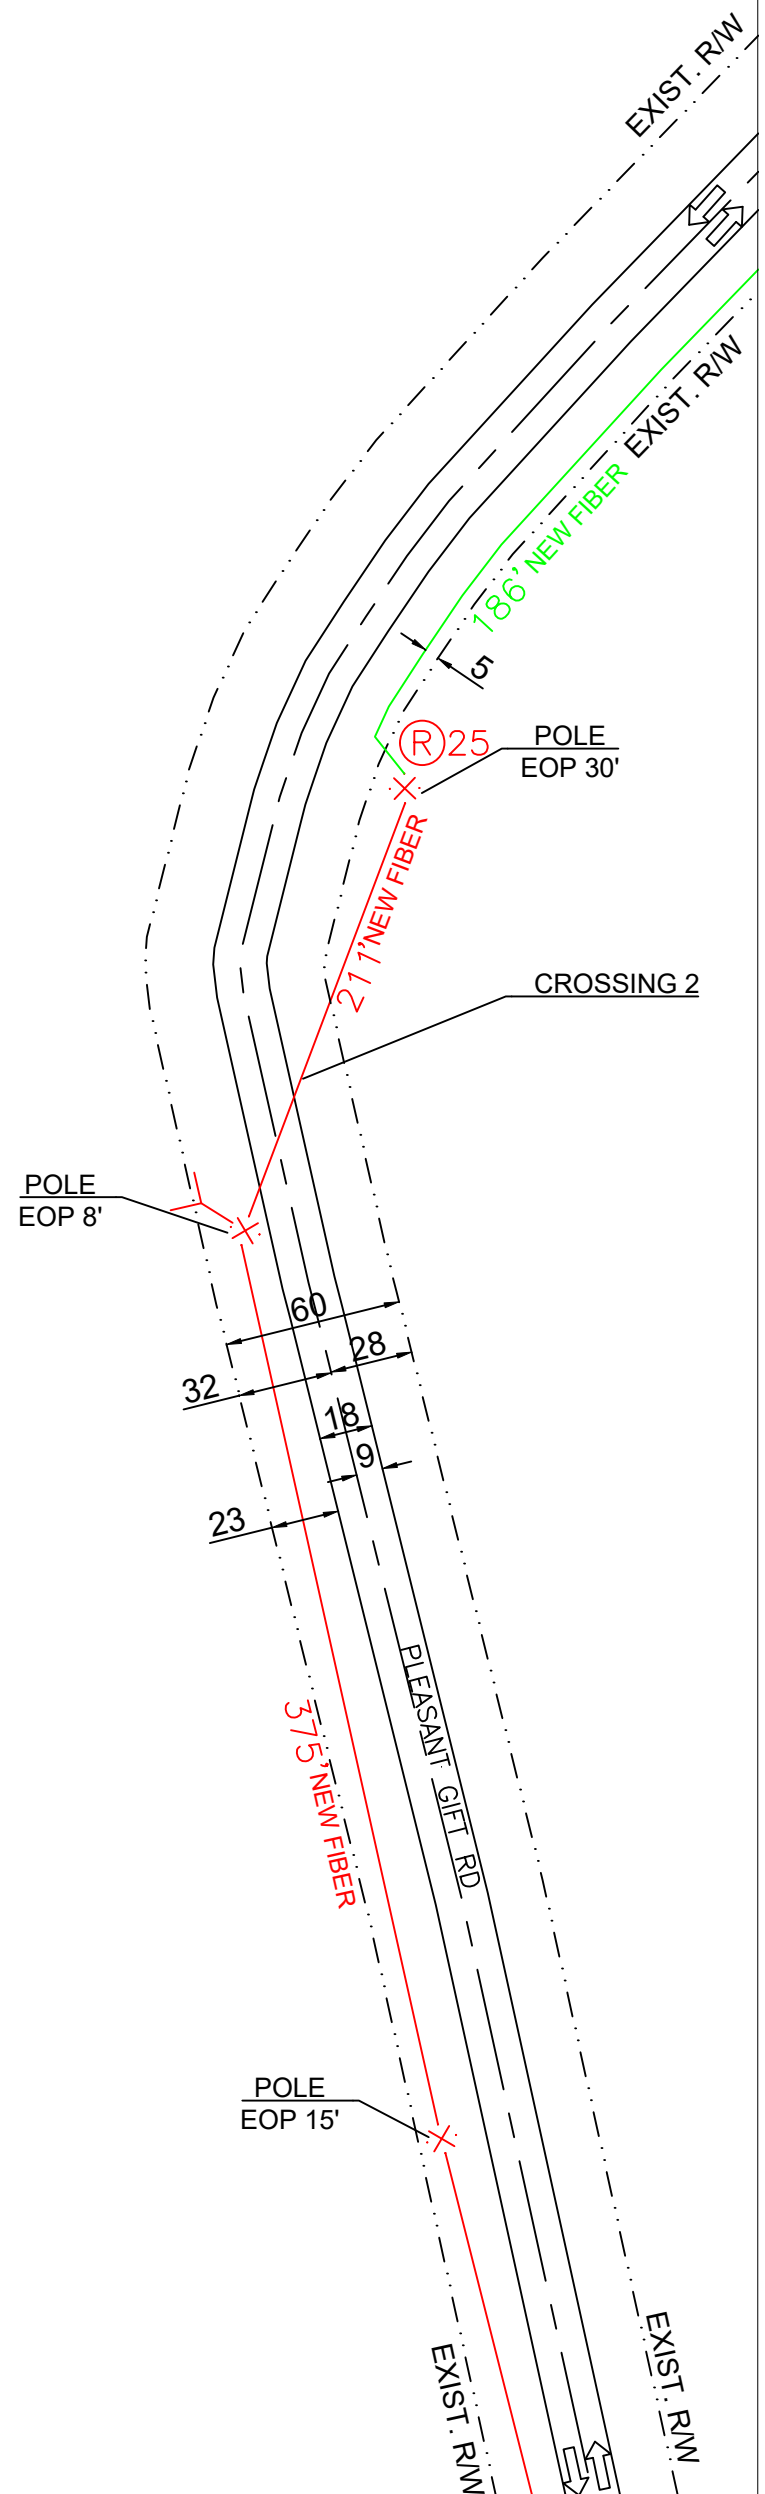 EXIST. R/W
EXIST. R/W
186' NEW FIBER
5
R 25
POLE
EOP 30'
211' NEW FIBER
CROSSING 2
POLE
EOP 8'
60
28
32
18
9
23
PLEASANT GIFT RD
375' NEW FIBER
POLE
EOP 15'
EXIST. R/W
EXIST. R/W